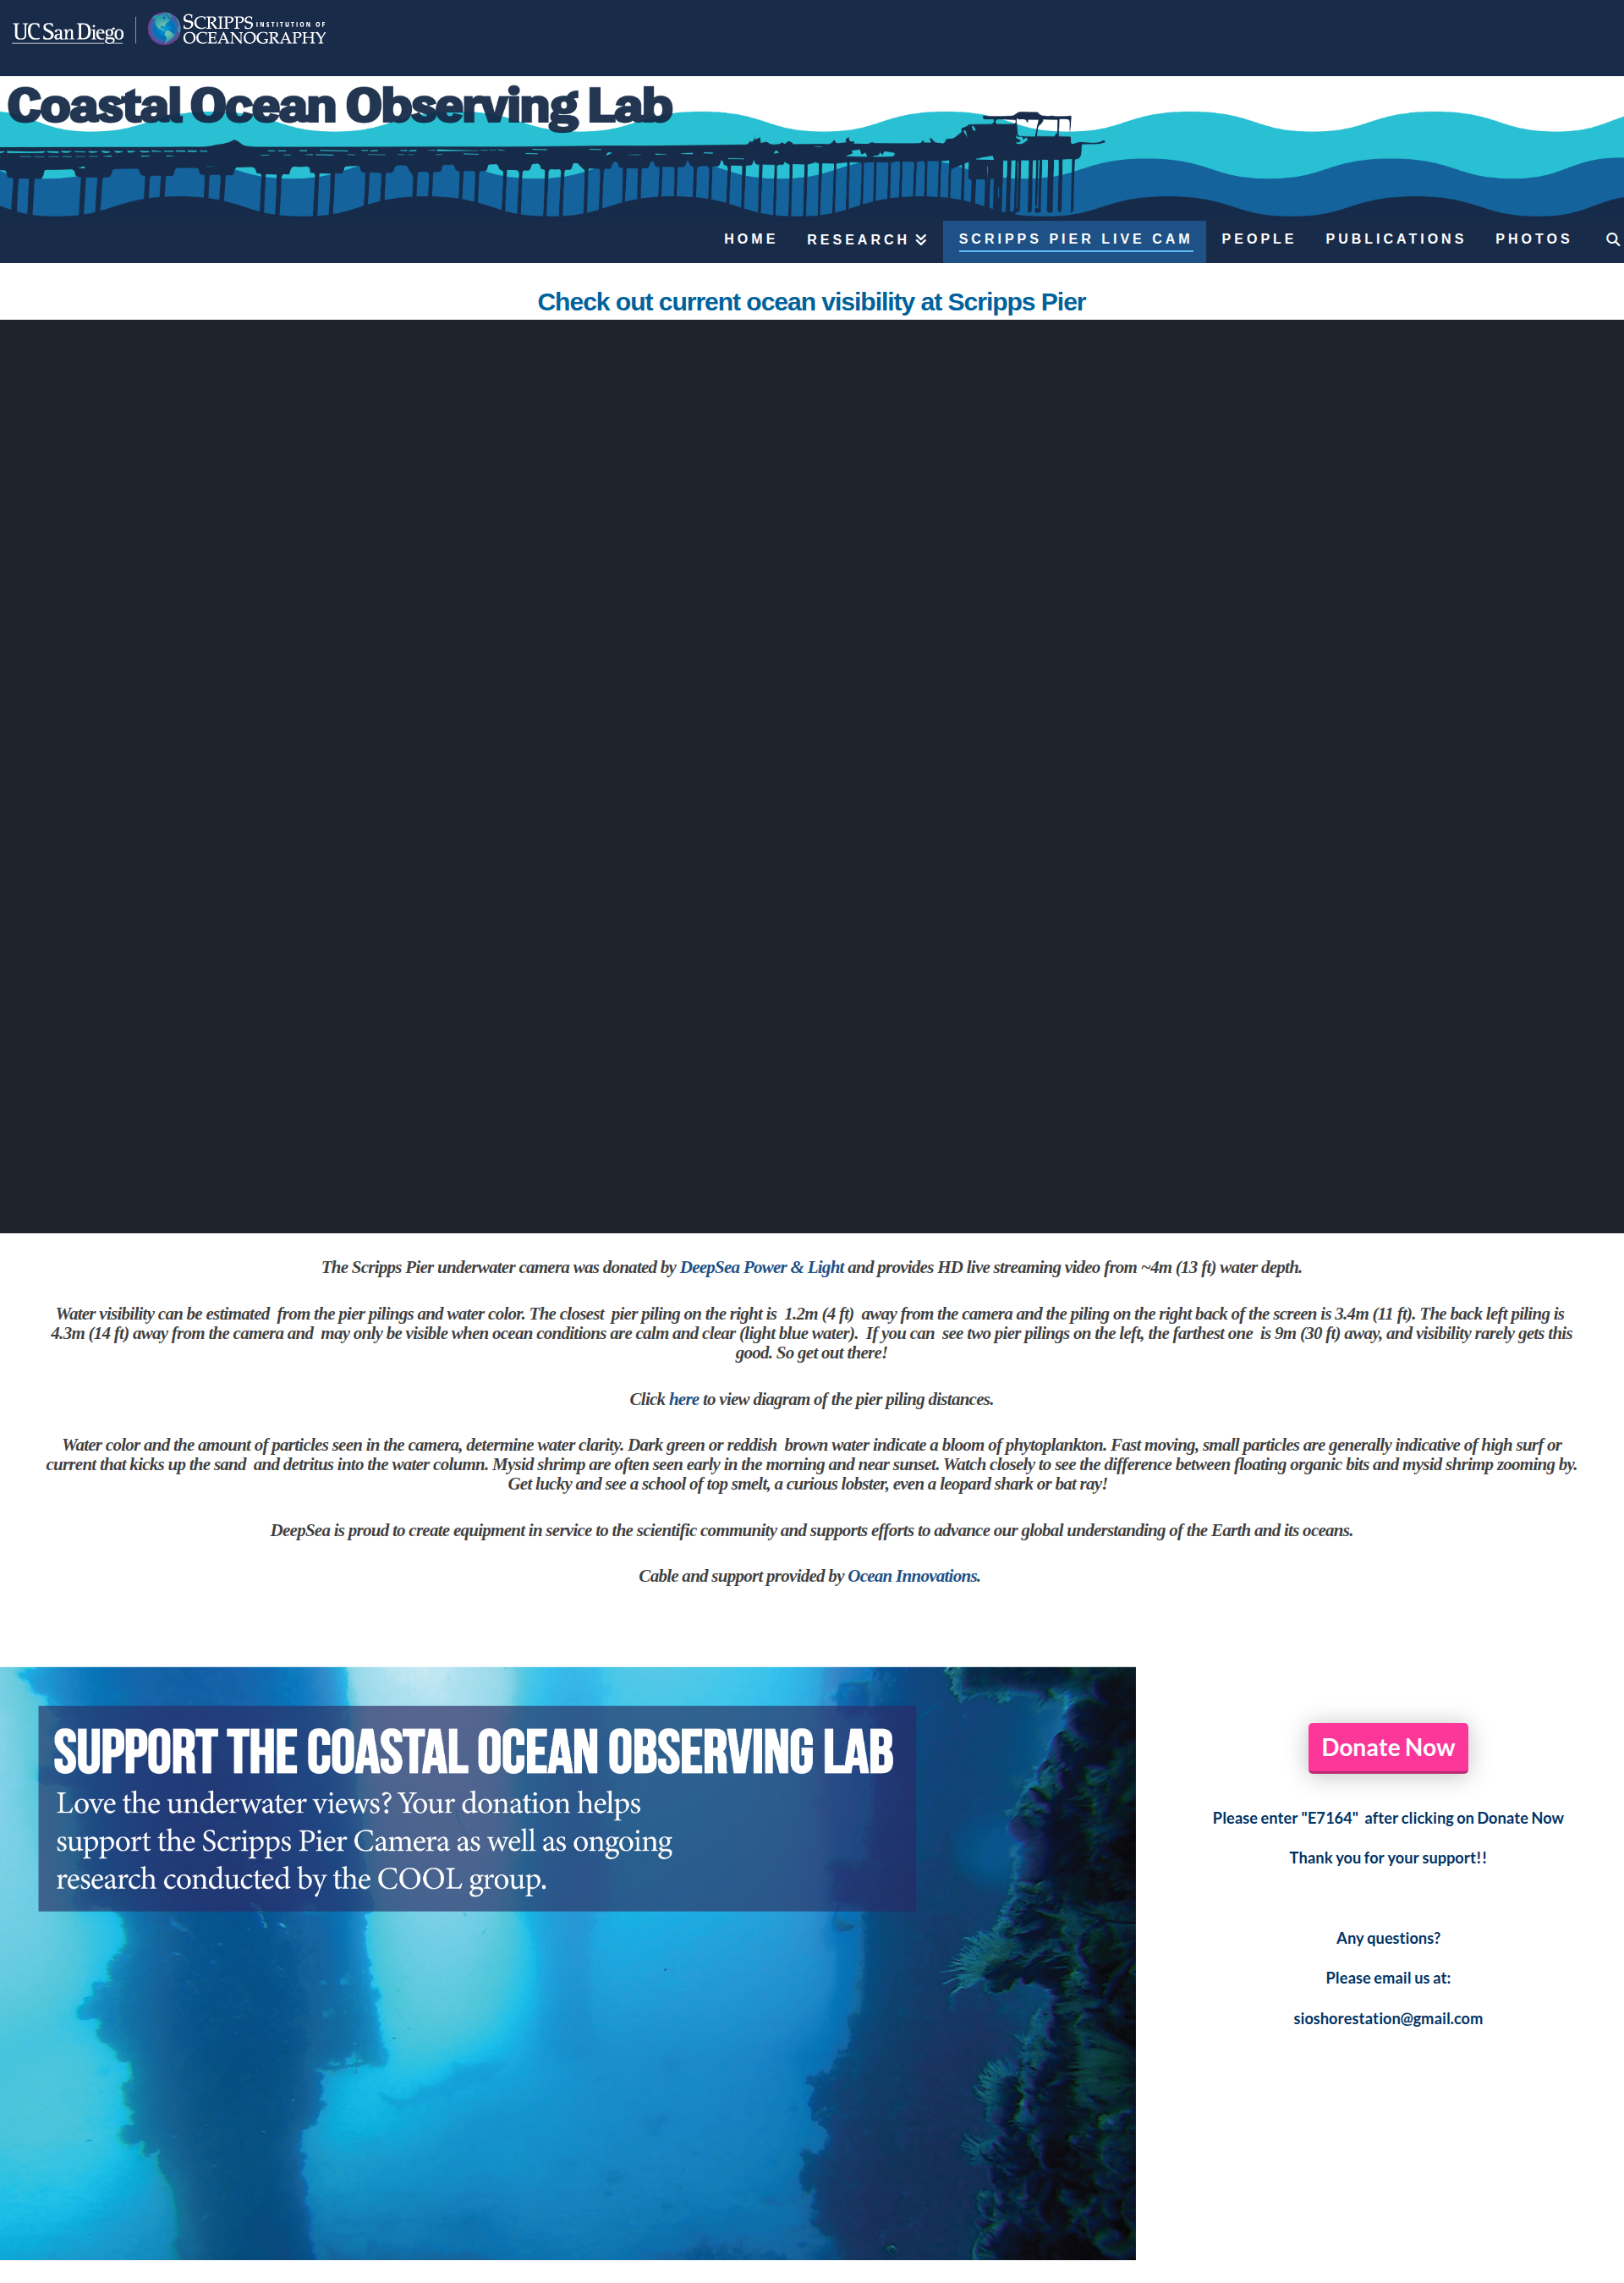 UC San Diego
SCRIPPS INSTITUTION OF
OCEANOGRAPHY
Coastal Ocean Observing Lab
HOME RESEARCH SCRIPPS PIER LIVE CAM PEOPLE PUBLICATIONS PHOTOS
Check out current ocean visibility at Scripps Pier
The Scripps Pier underwater camera was donated by DeepSea Power & Light and provides HD live streaming video from ~4m (13 ft) water depth.
Water visibility can be estimated from the pier pilings and water color. The closest pier piling on the right is 1.2m (4 ft) away from the camera and the piling on the right back of the screen is 3.4m (11 ft). The back left piling is
4.3m (14 ft) away from the camera and may only be visible when ocean conditions are calm and clear (light blue water). If you can see two pier pilings on the left, the farthest one is 9m (30 ft) away, and visibility rarely gets this
good. So get out there!
Click here to view diagram of the pier piling distances.
Water color and the amount of particles seen in the camera, determine water clarity. Dark green or reddish brown water indicate a bloom of phytoplankton. Fast moving, small particles are generally indicative of high surf or
current that kicks up the sand and detritus into the water column. Mysid shrimp are often seen early in the morning and near sunset. Watch closely to see the difference between floating organic bits and mysid shrimp zooming by.
Get lucky and see a school of top smelt, a curious lobster, even a leopard shark or bat ray!
DeepSea is proud to create equipment in service to the scientific community and supports efforts to advance our global understanding of the Earth and its oceans.
Cable and support provided by Ocean Innovations.
SUPPORT THE COASTAL OCEAN OBSERVING LAB
Love the underwater views? Your donation helps
support the Scripps Pier Camera as well as ongoing
research conducted by the COOL group.
Donate Now
Please enter "E7164" after clicking on Donate Now
Thank you for your support!!
Any questions?
Please email us at:
sioshorestation@gmail.com